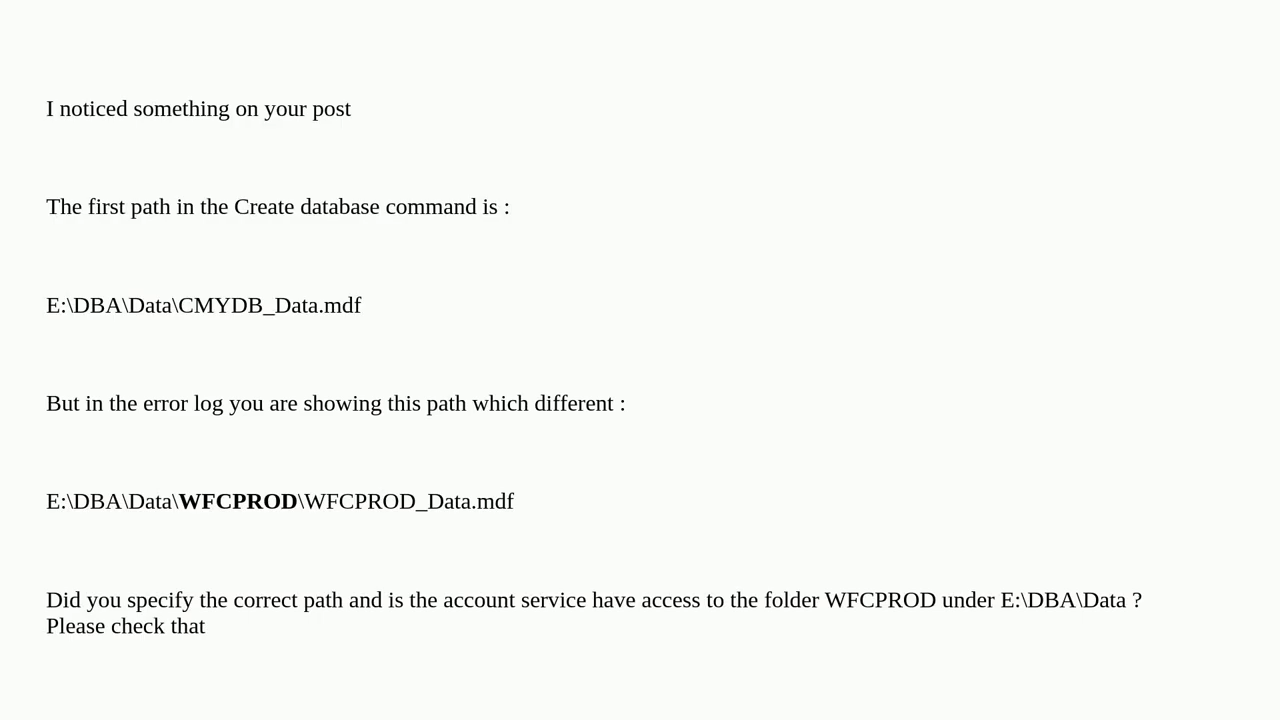 I noticed something on your post
The first path in the Create database command is :
E:\DBA\Data\CMYDB_Data.mdf
But in the error log you are showing this path which different :
E:\DBA\Data\WFCPROD\WFCPROD_Data.mdf
Did you specify the correct path and is the account service have access to the folder WFCPROD under E:\DBA\Data ?
Please check that